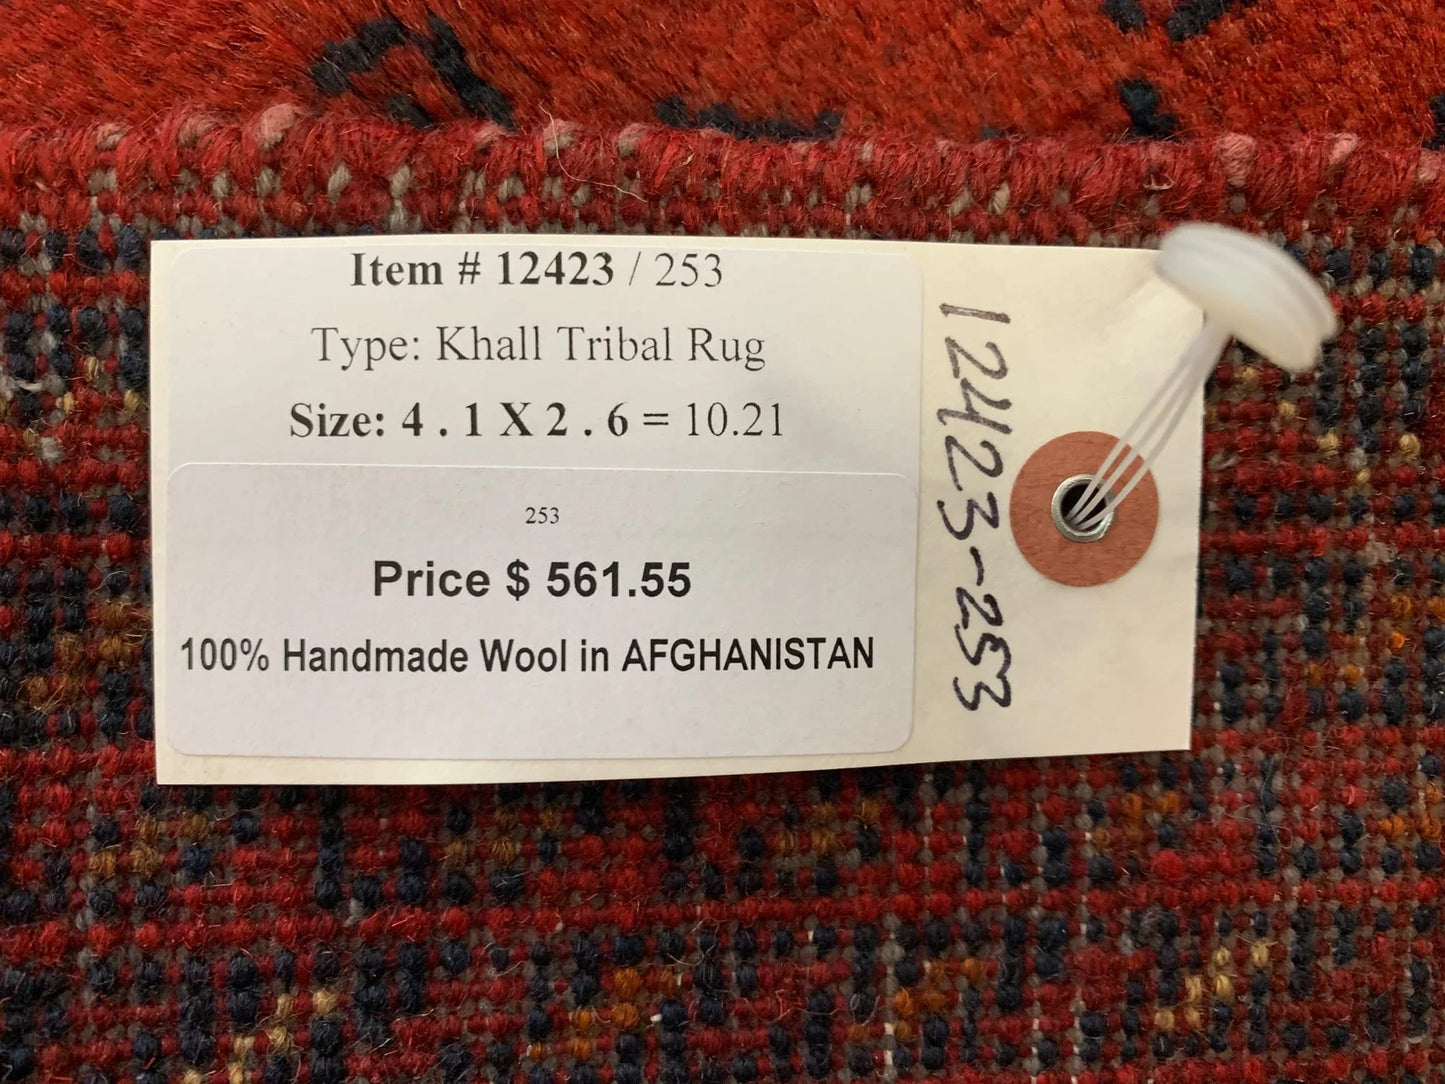 Item # 12423 / 253
Type: Khall Tribal Rug
Size: 4 . 1 X 2 . 6 = 10.21
253
Price $ 561.55
100% Handmade Wool in AFGHANISTAN
12423-253